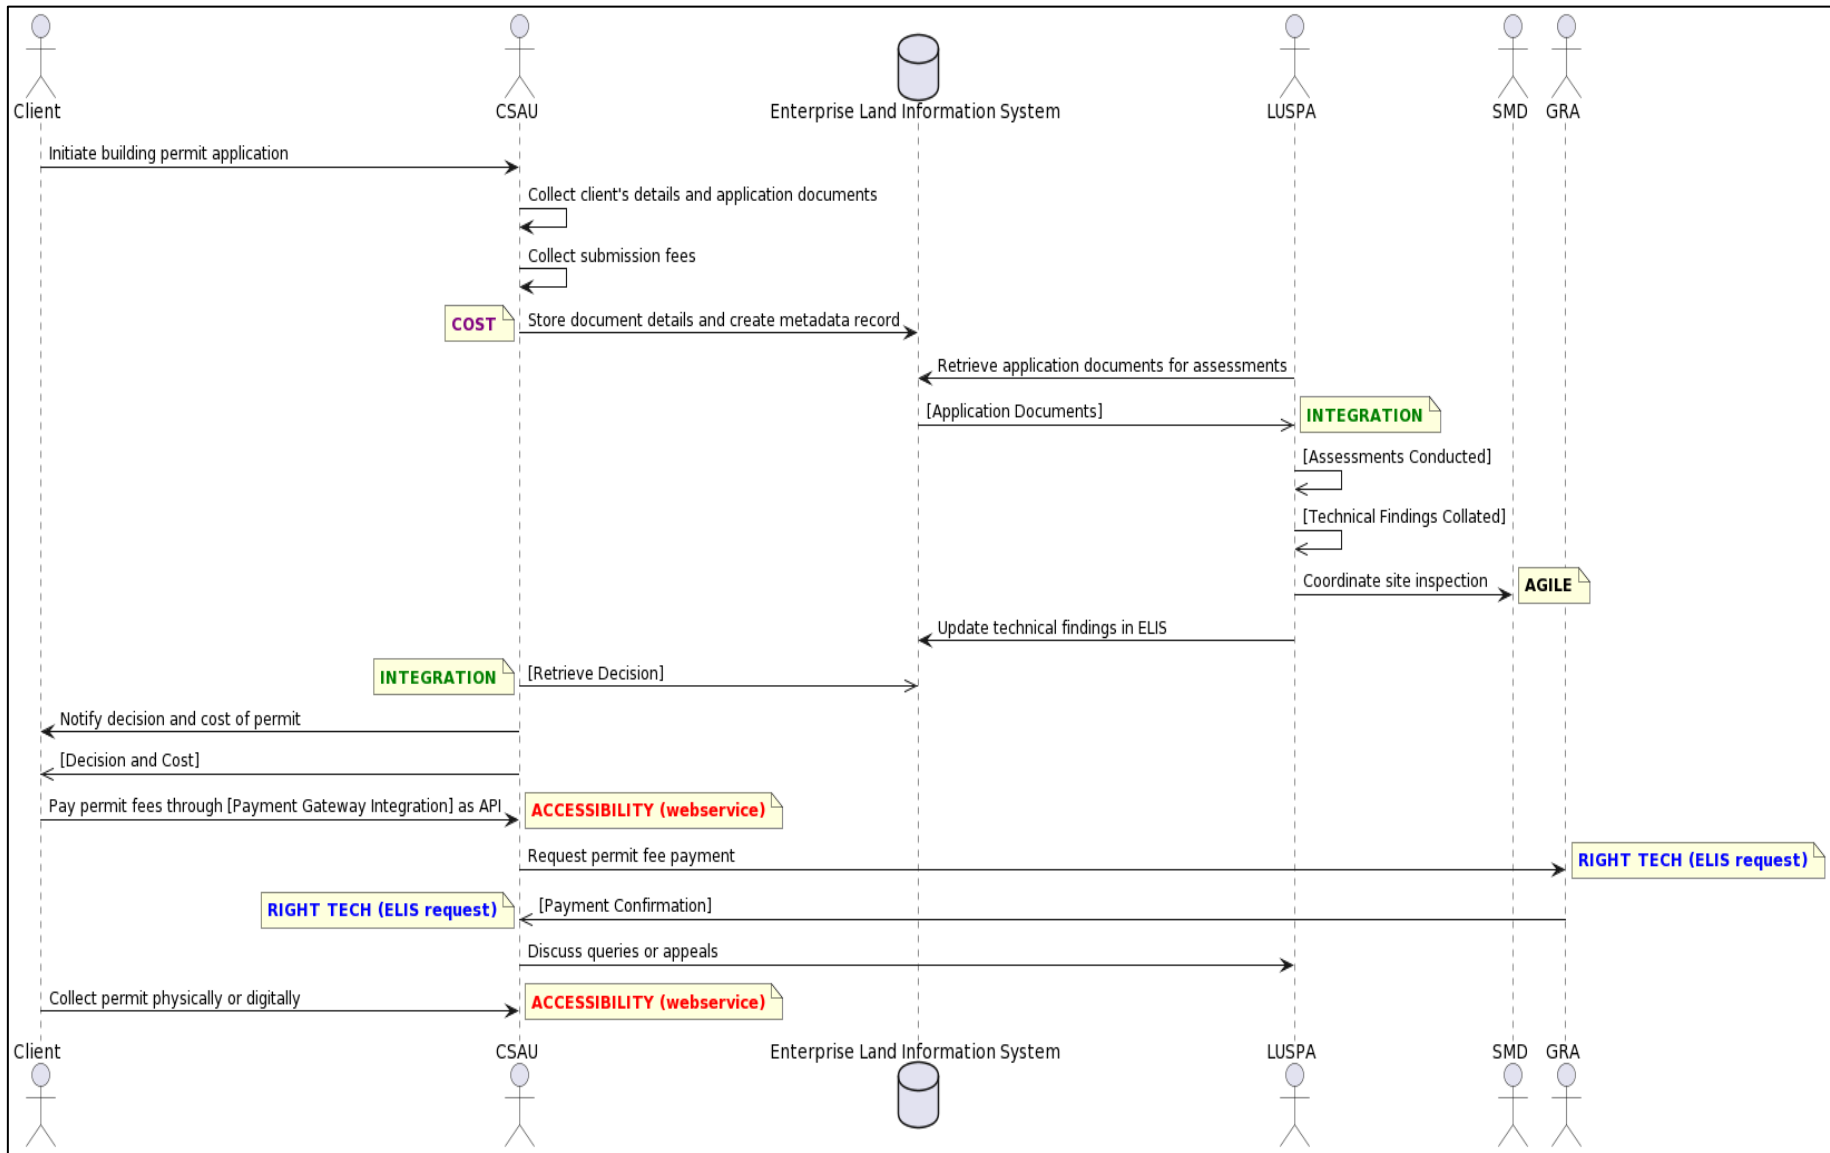 Client
CSAU
Enterprise Land Information System
LUSPA
SMD
GRA
Initiate building permit application
Collect client's details and application documents
Collect submission fees
COST
Store document details and create metadata record
Retrieve application documents for assessments
[Application Documents]
INTEGRATION
[Assessments Conducted]
[Technical Findings Collated]
Coordinate site inspection
AGILE
Update technical findings in ELIS
INTEGRATION
[Retrieve Decision]
Notify decision and cost of permit
[Decision and Cost]
Pay permit fees through [Payment Gateway Integration] as API
ACCESSIBILITY (webservice)
Request permit fee payment
RIGHT TECH (ELIS request)
RIGHT TECH (ELIS request)
[Payment Confirmation]
Discuss queries or appeals
Collect permit physically or digitally
ACCESSIBILITY (webservice)
Client
CSAU
Enterprise Land Information System
LUSPA
SMD
GRA